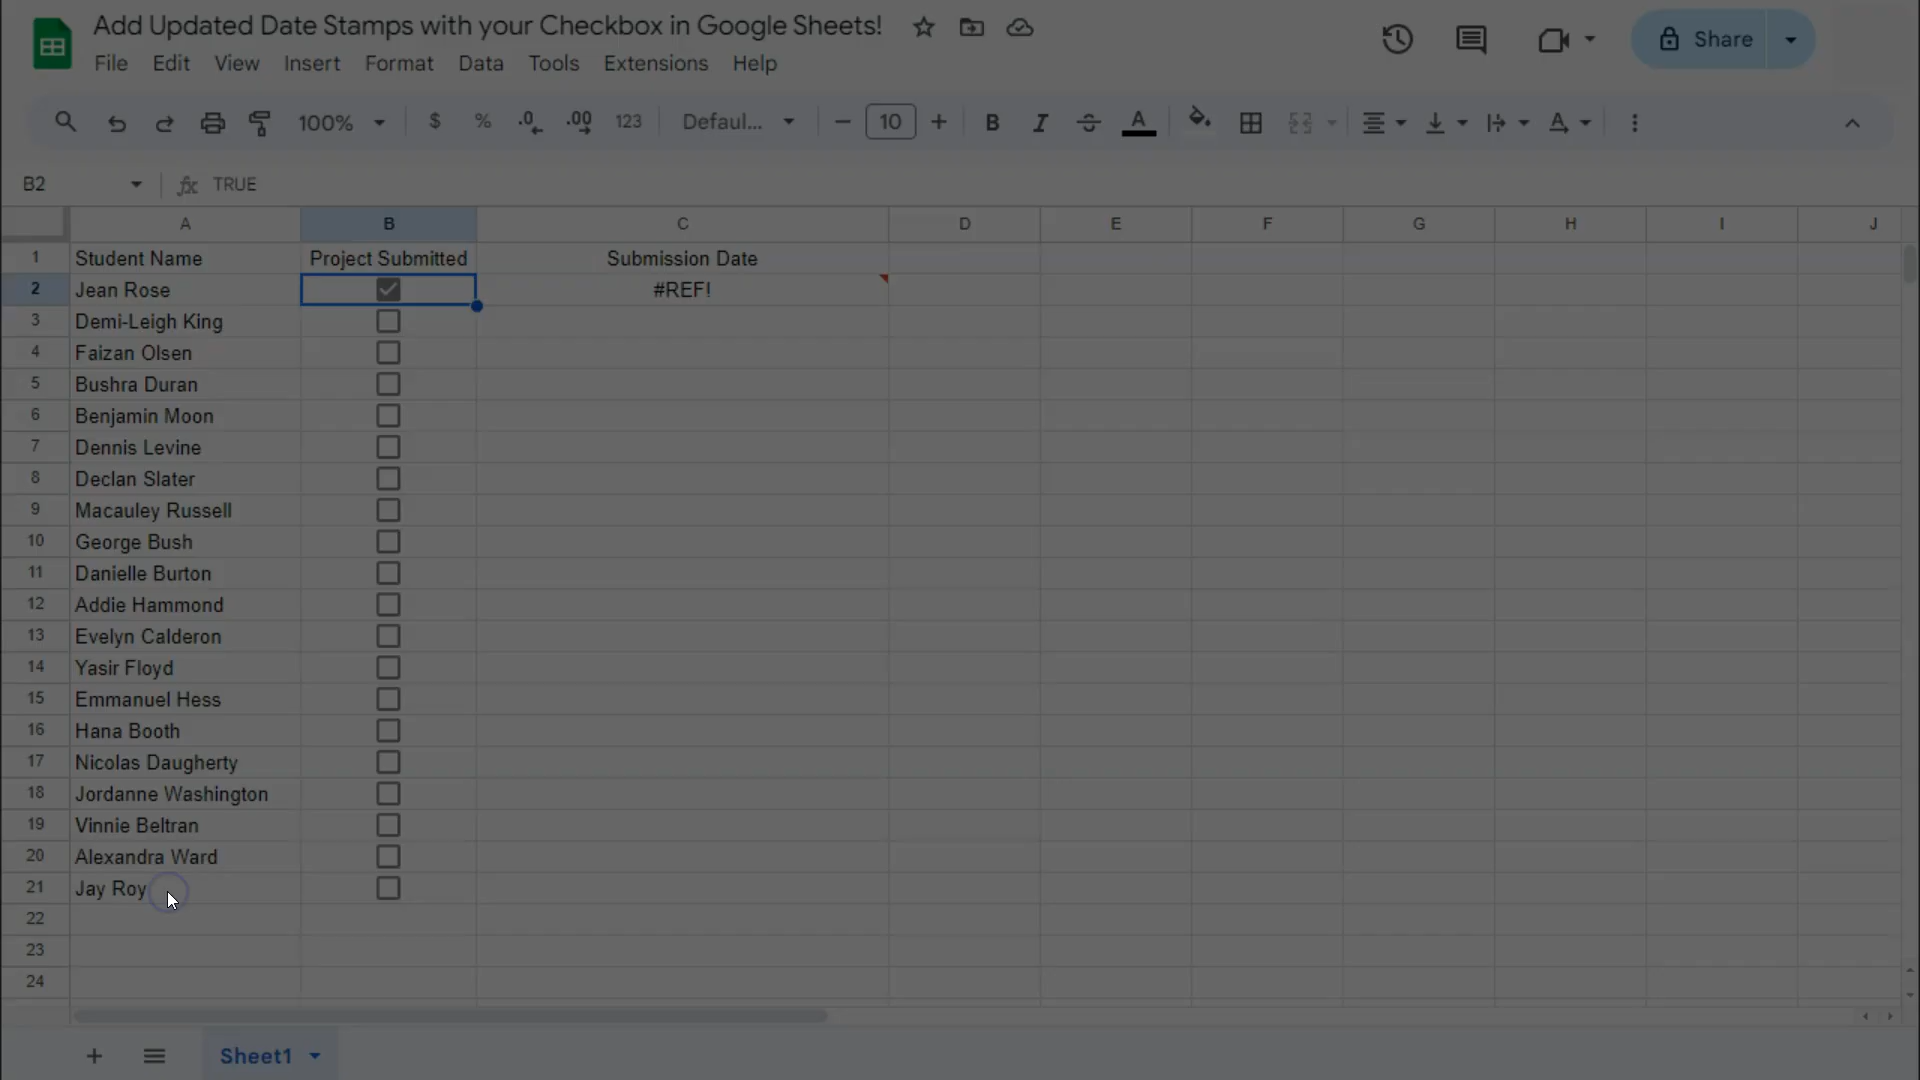 Add Updated Date Stamps with your Checkbox in Google Sheets!
File Edit View Insert Format Data Tools Extensions Help
Share
100% $ % .0 .00 123 Defaul... 10 B I A A
B2 fx TRUE
A B C D E F G H I J
1 Student Name Project Submitted Submission Date
2 Jean Rose #REF!
3 Demi-Leigh King
4 Faizan Olsen
5 Bushra Duran
6 Benjamin Moon
7 Dennis Levine
8 Declan Slater
9 Macauley Russell
10 George Bush
11 Danielle Burton
12 Addie Hammond
13 Evelyn Calderon
14 Yasir Floyd
15 Emmanuel Hess
16 Hana Booth
17 Nicolas Daugherty
18 Jordanne Washington
19 Vinnie Beltran
20 Alexandra Ward
21 Jay Roy
22
23
24
Sheet1